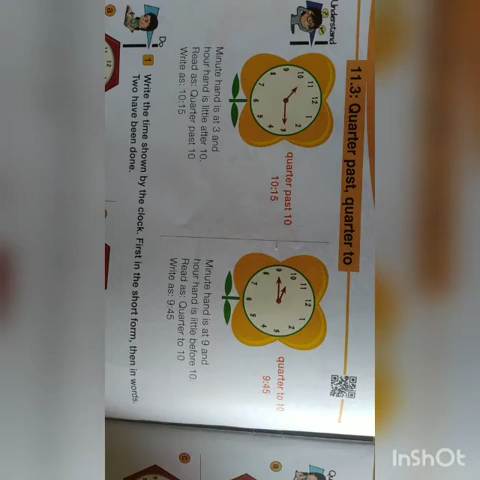 11.3: Quarter past, quarter to
Understand
quarter past 10
10:15
Minute hand is at 3 and
hour hand is little after 10.
Read as: Quarter past 10
Write as: 10:15
quarter to 10
9:45
Minute hand is at 9 and
hour hand is little before 10.
Read as: Quarter to 10
Write as: 9:45
Do
1 Write the time shown by the clock. First in the short form, then in words.
Two have been done.
a
c
InShOt